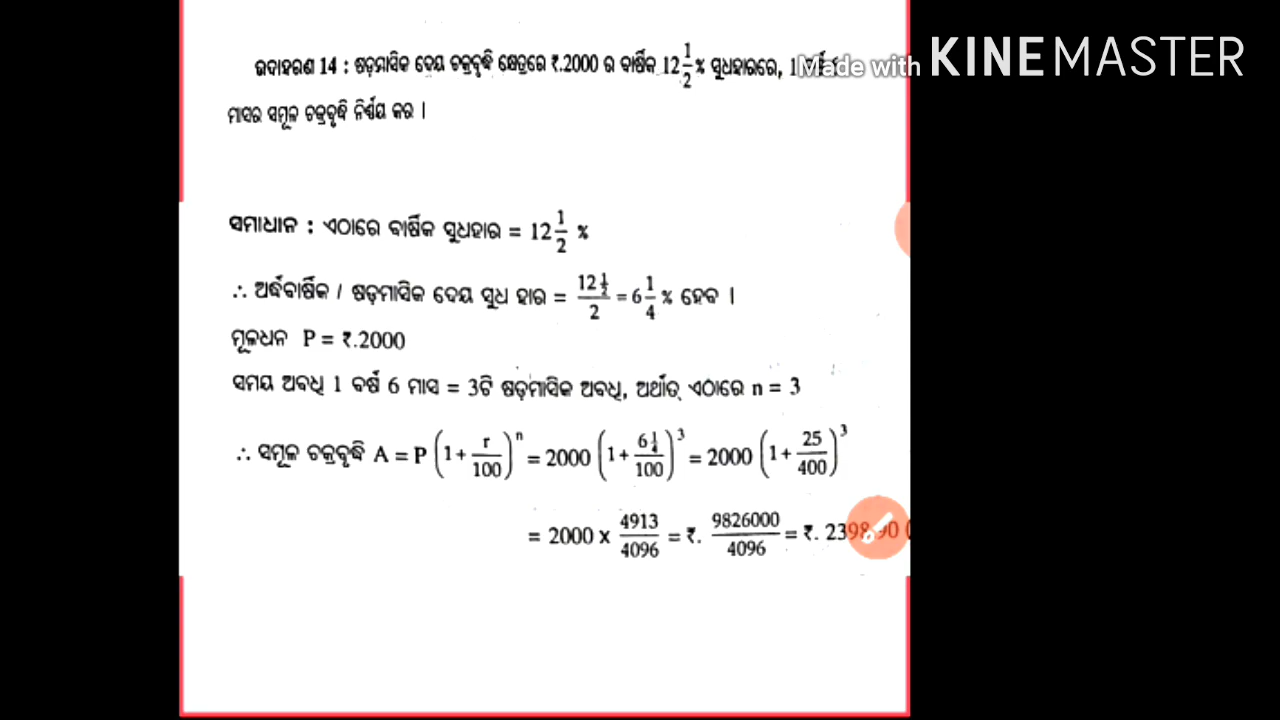 ଉଦାହରଣ 14 : ଷଡ଼ମାସିକ ଦେୟ ଚକ୍ରବୃଦ୍ଧି କ୍ଷେତ୍ରରେ ₹.2000 ର ବାର୍ଷିକ 12 1/2 % ସୁଧହାରରେ, 1
Made with KINEMASTER
ମାସର ସମୂଳ ଚକ୍ରବୃଦ୍ଧି ନିର୍ଣ୍ଣୟ କର ।
ସମାଧାନ : ଏଠାରେ ବାର୍ଷିକ ସୁଧହାର = 12 1/2 %
∴ ଅର୍ଦ୍ଧବାର୍ଷିକ / ଷଡ଼ମାସିକ ଦେୟ ସୁଧ ହାର = (12 1/2)/2 = 6 1/4 % ହେବ ।
ମୂଳଧନ P = ₹.2000
ସମୟ ଅବଧି 1 ବର୍ଷ 6 ମାସ = 3ଟି ଷଡ଼ମାସିକ ଅବଧି, ଅର୍ଥାତ୍ ଏଠାରେ n = 3
∴ ସମୂଳ ଚକ୍ରବୃଦ୍ଧି A = P (1 + r/100)^n = 2000 (1 + (6 1/4)/100)^3 = 2000 (1 + 25/400)^3
= 2000 x 4913/4096 = ₹. 9826000/4096 = ₹.